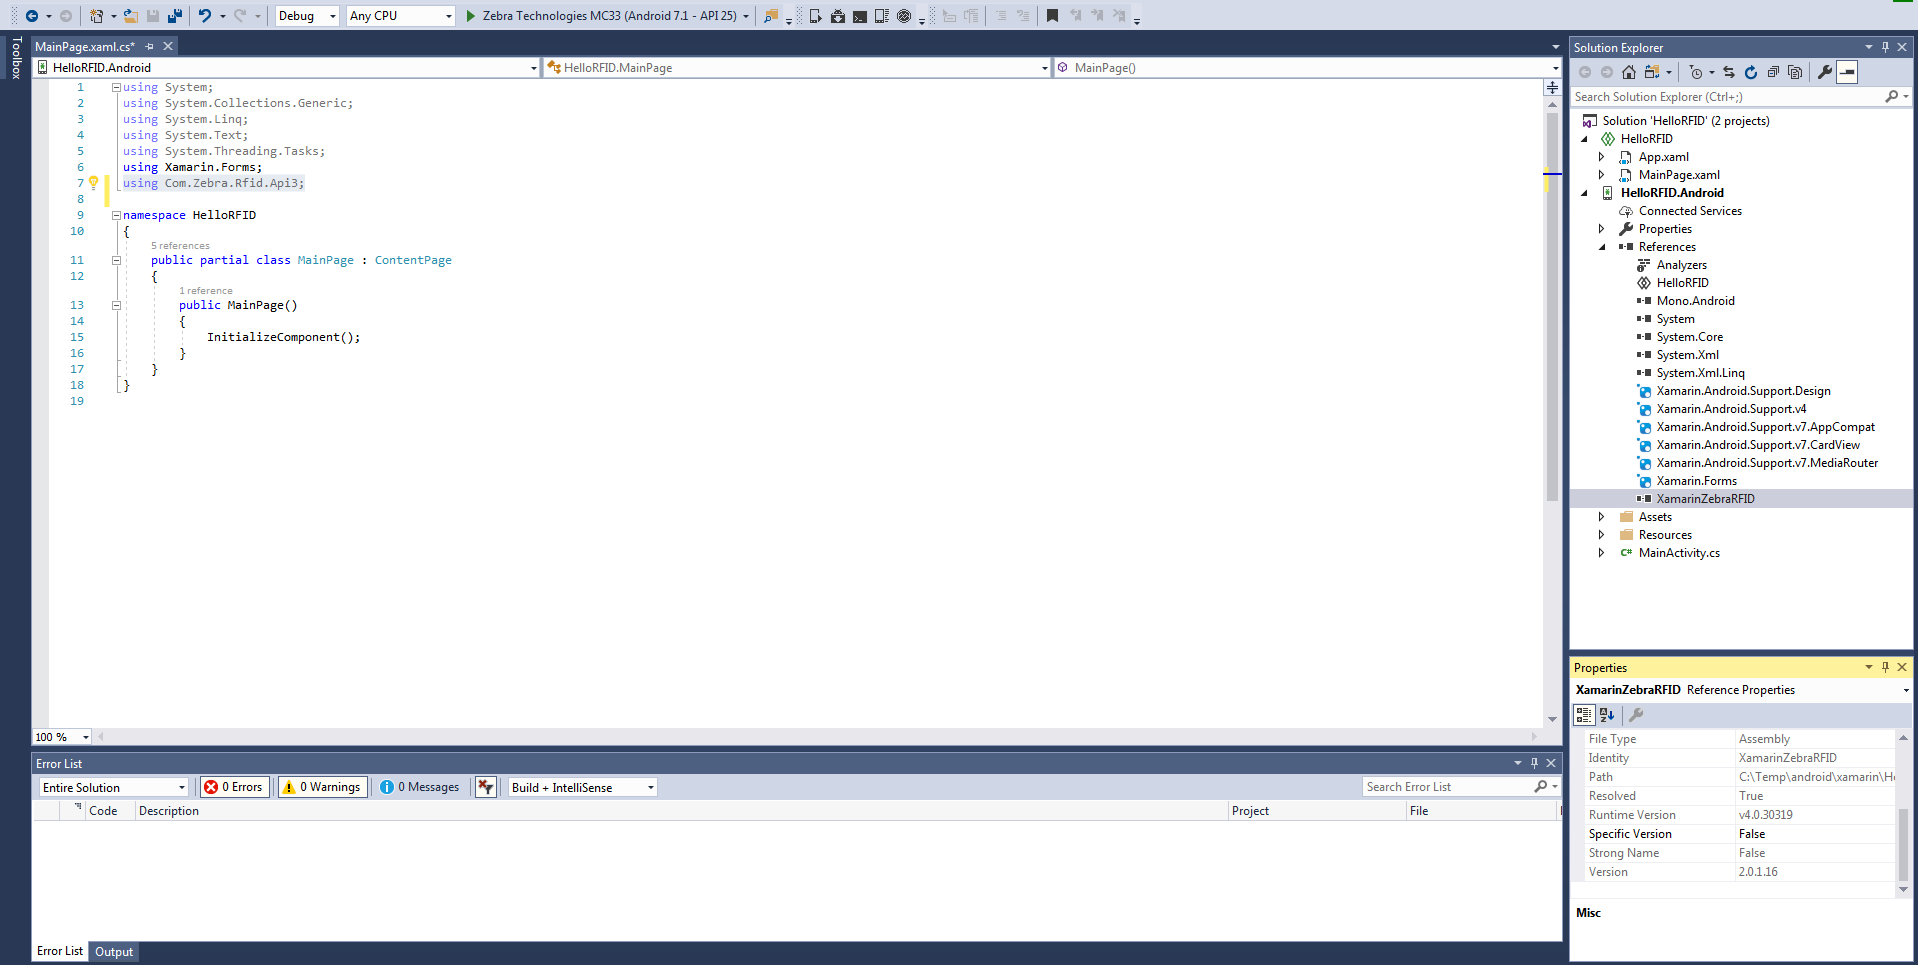 Debug
Any CPU
Zebra Technologies MC33 (Android 7.1 - API 25)
Toolbox
MainPage.xaml.cs*
HelloRFID.Android
HelloRFID.MainPage
MainPage()
1 using System;
2 using System.Collections.Generic;
3 using System.Linq;
4 using System.Text;
5 using System.Threading.Tasks;
6 using Xamarin.Forms;
7 using Com.Zebra.Rfid.Api3;
8
9 namespace HelloRFID
10 {
5 references
11 public partial class MainPage : ContentPage
12 {
1 reference
13 public MainPage()
14 {
15 InitializeComponent();
16 }
17 }
18 }
19
100 %
Error List
Entire Solution
0 Errors
0 Warnings
0 Messages
Build + IntelliSense
Search Error List
Code
Description
Project
File
Error List
Output
Solution Explorer
Search Solution Explorer (Ctrl+;)
Solution 'HelloRFID' (2 projects)
HelloRFID
App.xaml
MainPage.xaml
HelloRFID.Android
Connected Services
Properties
References
Analyzers
HelloRFID
Mono.Android
System
System.Core
System.Xml
System.Xml.Linq
Xamarin.Android.Support.Design
Xamarin.Android.Support.v4
Xamarin.Android.Support.v7.AppCompat
Xamarin.Android.Support.v7.CardView
Xamarin.Android.Support.v7.MediaRouter
Xamarin.Forms
XamarinZebraRFID
Assets
Resources
C# MainActivity.cs
Properties
XamarinZebraRFID Reference Properties
File Type Assembly
Identity XamarinZebraRFID
Path C:\Temp\android\xamarin\He
Resolved True
Runtime Version v4.0.30319
Specific Version False
Strong Name False
Version 2.0.1.16
Misc